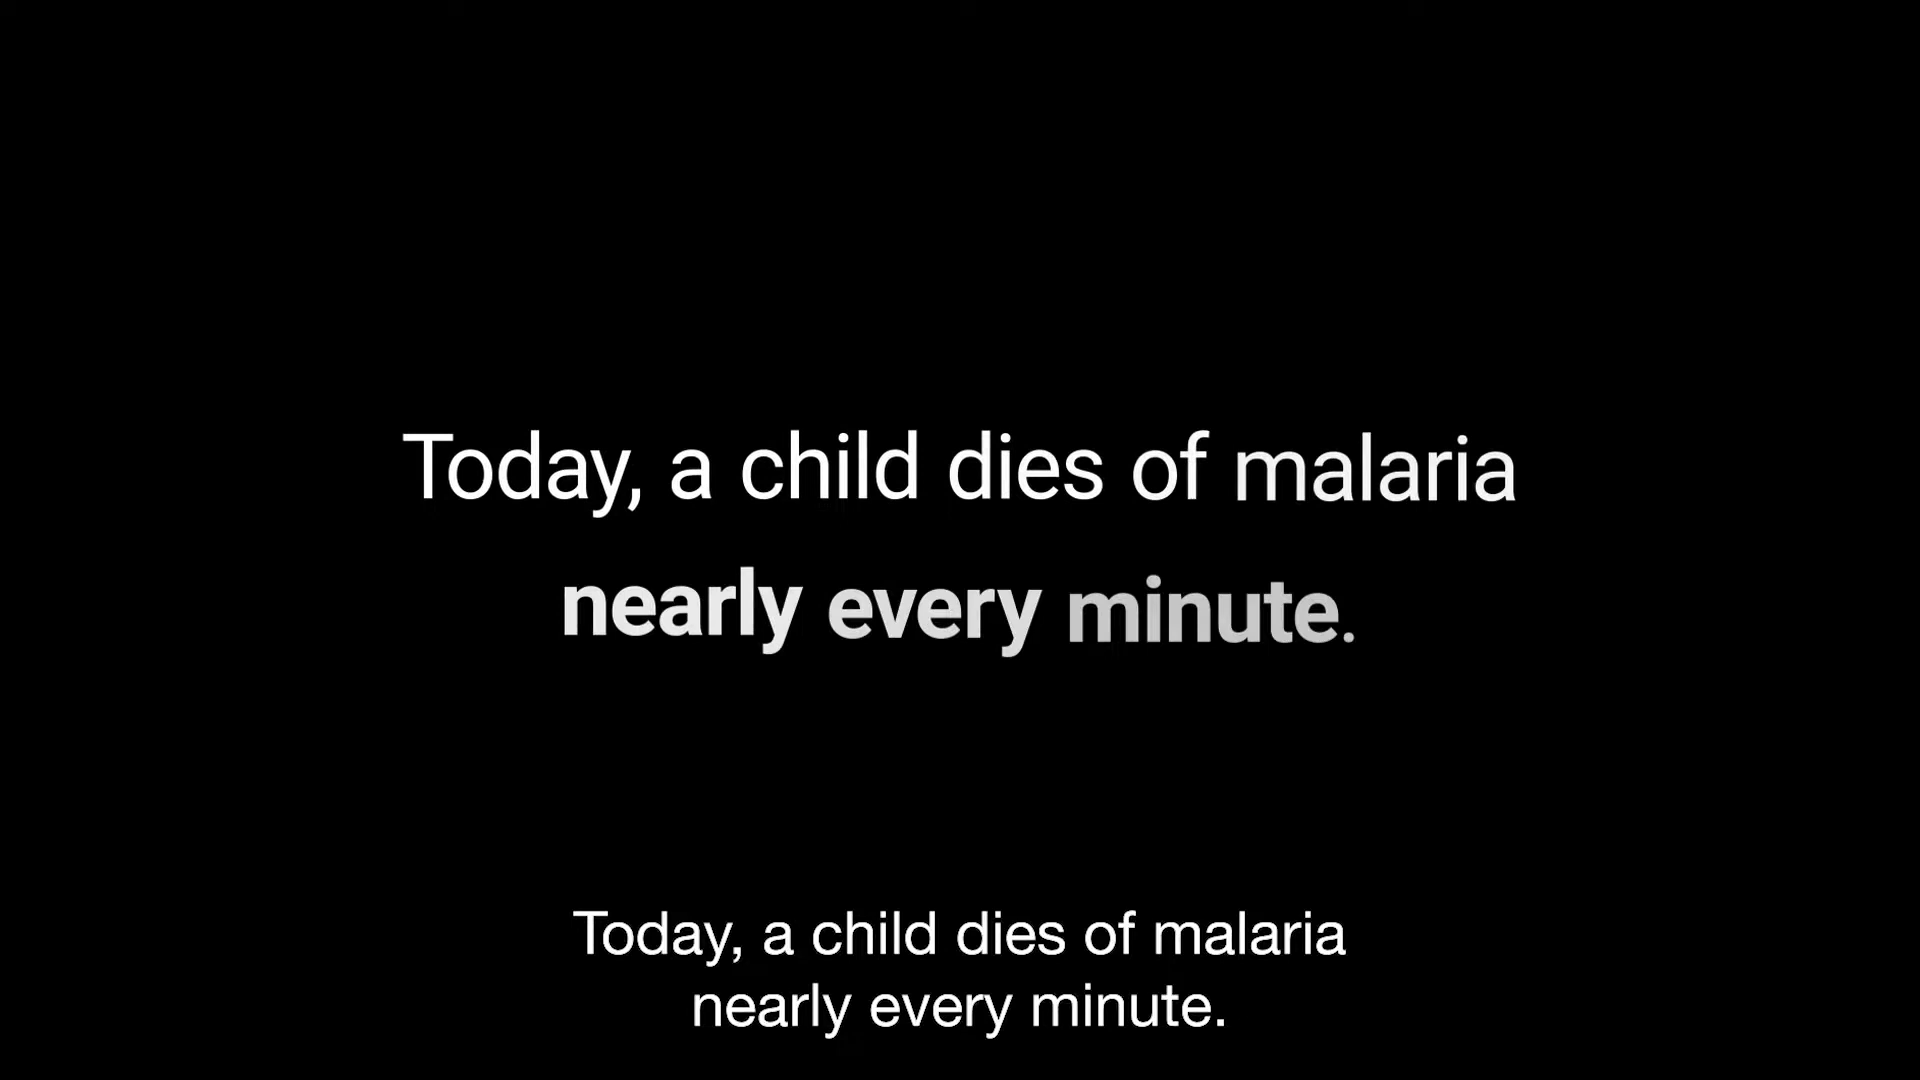 Today, a child dies of malaria
nearly every minute.
Today, a child dies of malaria
nearly every minute.